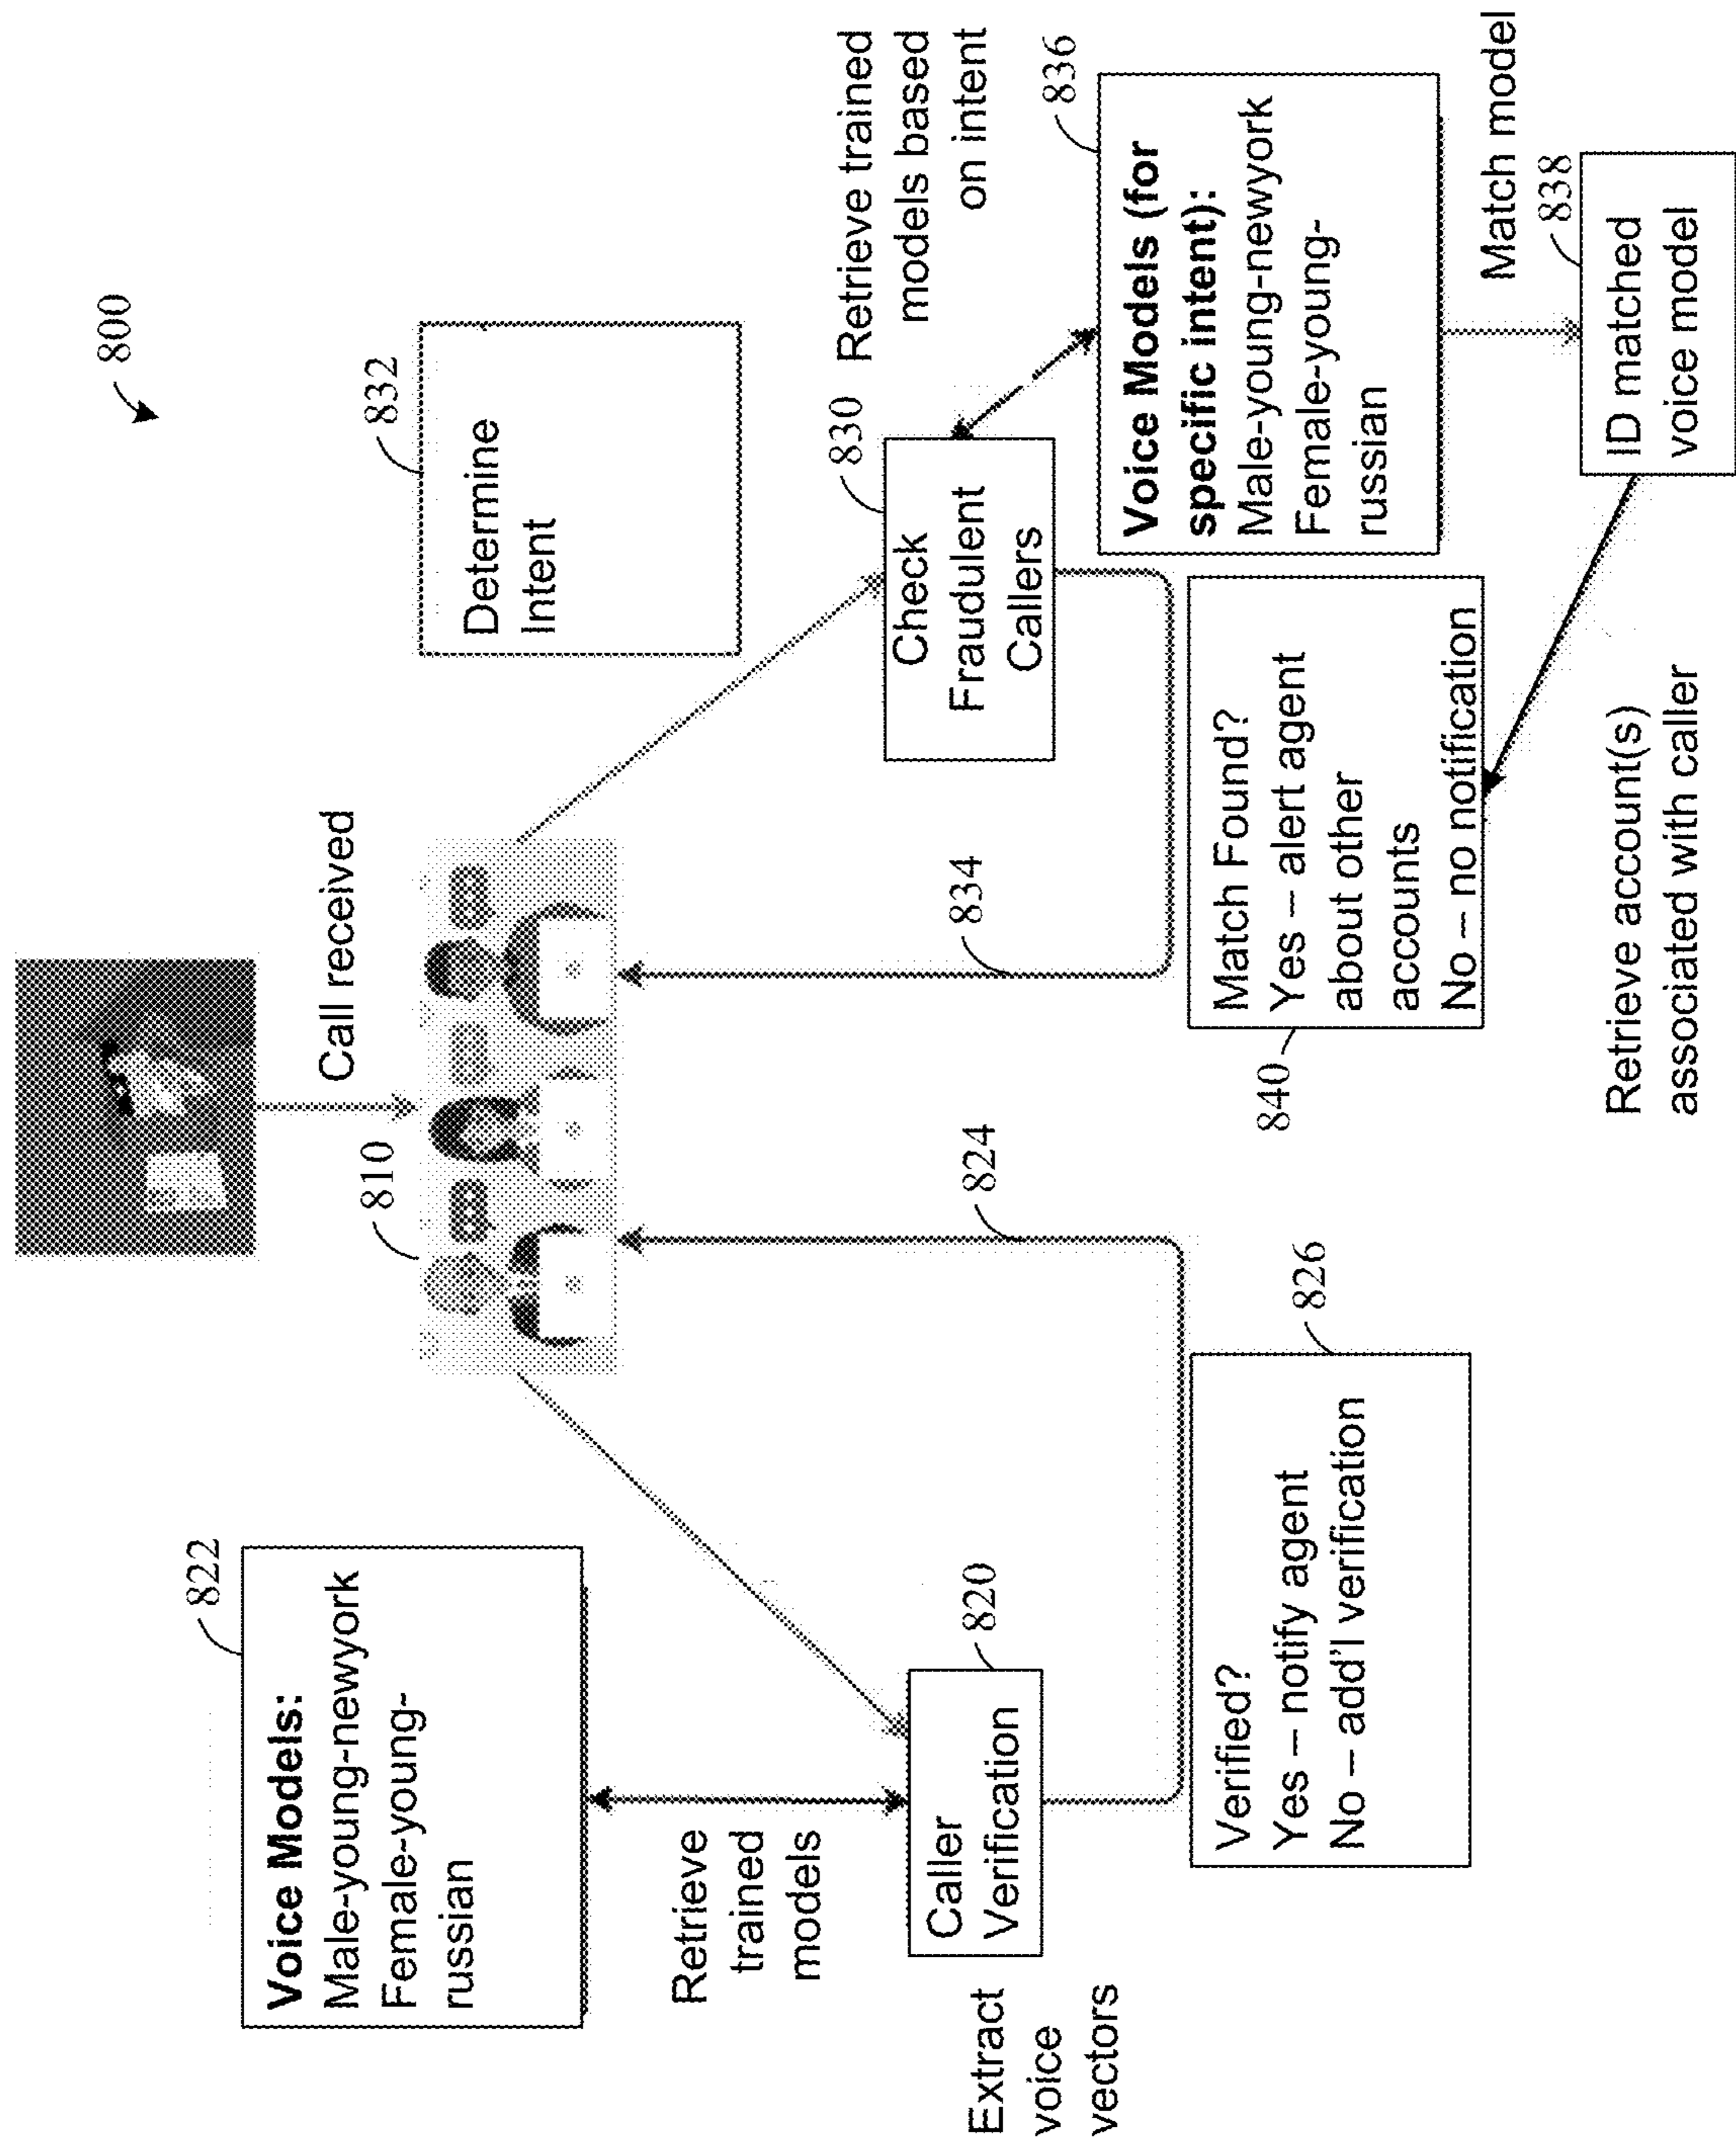 800
Call received
810
822
Voice Models:
Male-young-newyork
Female-young-
russian
Retrieve
trained
models
Extract
voice
vectors
Caller
Verification
820
824
Verified?
Yes – notify agent
No – add'l verification
826
832
Determine
Intent
830
Check
Fraudulent
Callers
Retrieve trained
models based
on intent
836
Voice Models (for
specific intent):
Male-young-newyork
Female-young-
russian
Match model
838
ID matched
voice model
834
Match Found?
Yes – alert agent
about other
accounts
No – no notification
840
Retrieve account(s)
associated with caller